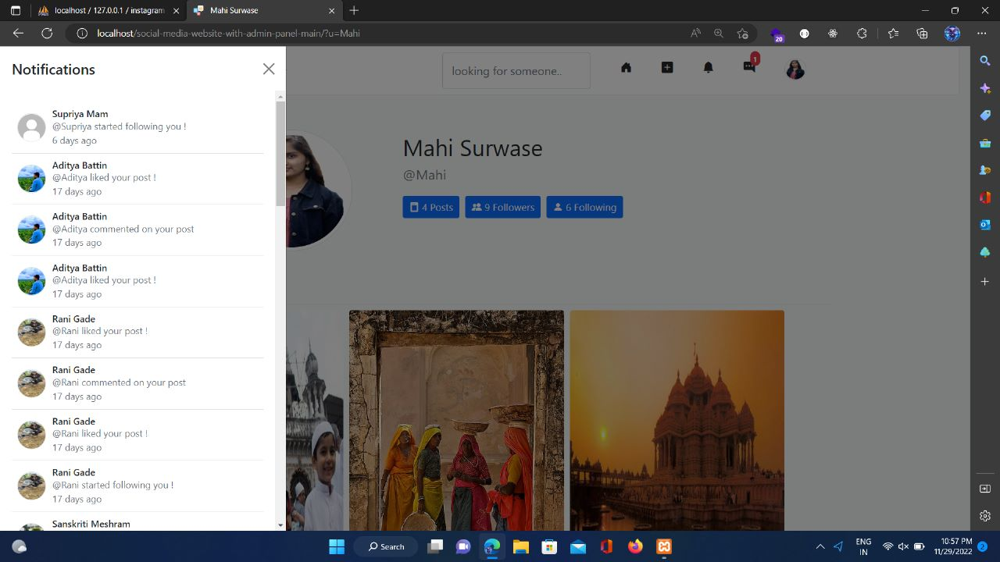 localhost / 127.0.0.1 / instagram
Mahi Surwase
localhost/social-media-website-with-admin-panel-main/?u=Mahi
20
Notifications
looking for someone..
1
Supriya Mam
@Supriya started following you !
6 days ago
Aditya Battin
@Aditya liked your post !
17 days ago
Aditya Battin
@Aditya commented on your post
17 days ago
Aditya Battin
@Aditya liked your post !
17 days ago
Rani Gade
@Rani liked your post !
17 days ago
Rani Gade
@Rani commented on your post
17 days ago
Rani Gade
@Rani liked your post !
17 days ago
Rani Gade
@Rani started following you !
17 days ago
Sanskriti Meshram
Mahi Surwase
@Mahi
4 Posts 9 Followers 6 Following
Search
ENG
IN
10:57 PM
11/29/2022
2